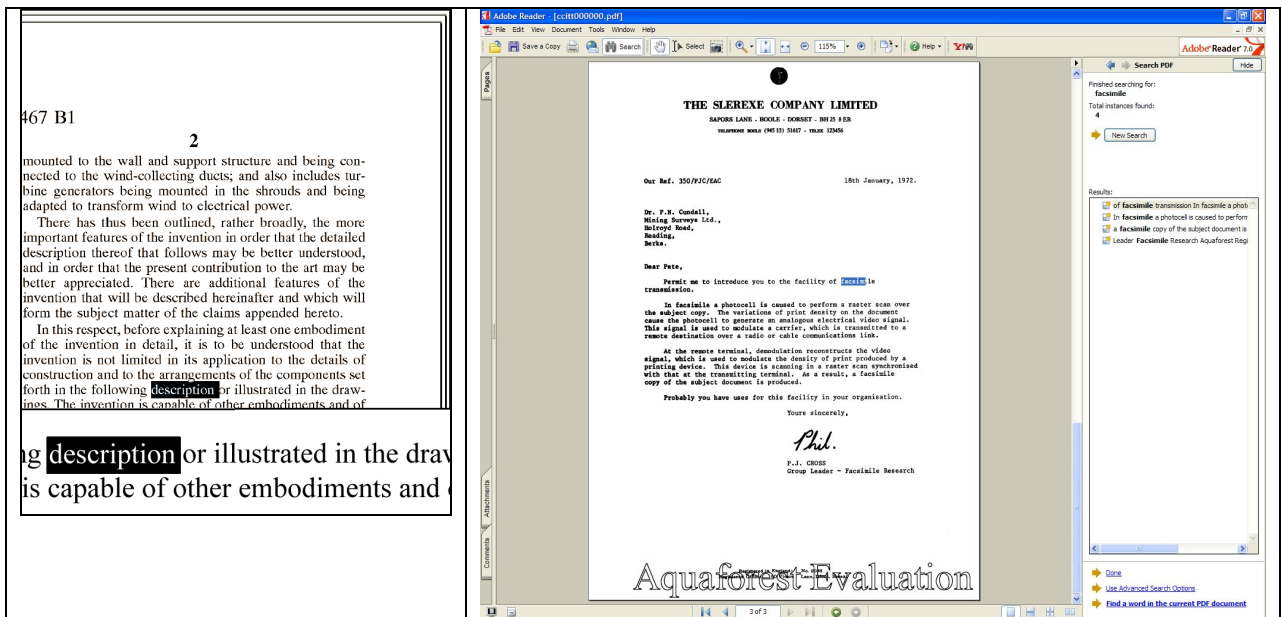 467 B1
2
mounted to the wall and support structure and being con-
nected to the wind-collecting ducts; and also includes tur-
bine generators being mounted in the shrouds and being
adapted to transform wind to electrical power.
There has thus been outlined, rather broadly, the more
important features of the invention in order that the detailed
description thereof that follows may be better understood,
and in order that the present contribution to the art may be
better appreciated. There are additional features of the
invention that will be described hereinafter and which will
form the subject matter of the claims appended hereto.
In this respect, before explaining at least one embodiment
of the invention in detail, it is to be understood that the
invention is not limited in its application to the details of
construction and to the arrangements of the components set
forth in the following description or illustrated in the draw-
ings. The invention is capable of other embodiments and of
ng description or illustrated in the draw
is capable of other embodiments and
Adobe Reader - [ccitt000000.pdf]
File Edit View Document Tools Window Help
Save a Copy Search Select 115% Help Y!
Adobe Reader 7.0
Pages
Attachments
Comments
THE SLEREXE COMPANY LIMITED
SAPORS LANE - BOOLE - DORSET - BH 25 8 ER
TELEPHONE BOOLE (945 13) 51617 - TELEX 123456
Our Ref. 350/PJC/EAC 18th January, 1972.
Dr. P.N. Cundall,
Mining Surveys Ltd.,
Holroyd Road,
Reading,
Berks.
Dear Pete,
Permit me to introduce you to the facility of facsimile
transmission.
In facsimile a photocell is caused to perform a raster scan over
the subject copy. The variations of print density on the document
cause the photocell to generate an analogous electrical video signal.
This signal is used to modulate a carrier, which is transmitted to a
remote destination over a radio or cable communications link.
At the remote terminal, demodulation reconstructs the video
signal, which is used to modulate the density of print produced by a
printing device. This device is scanning in a raster scan synchronised
with that at the transmitting terminal. As a result, a facsimile
copy of the subject document is produced.
Probably you have uses for this facility in your organisation.
Yours sincerely,
Phil.
P.J. CROSS
Group Leader - Facsimile Research
Aquaforest Evaluation
3 of 3
Search PDF Hide
Finished searching for:
facsimile
Total instances found:
4
New Search
Results:
of facsimile transmission In facsimile a phot
In facsimile a photocell is caused to perform
a facsimile copy of the subject document is
Leader Facsimile Research Aquaforest Regi
Done
Use Advanced Search Options
Find a word in the current PDF document